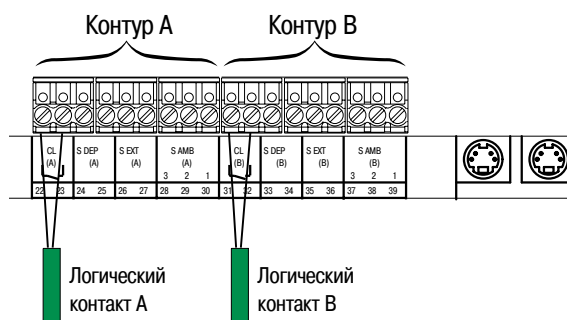 Контур А Контур В
CL S DEP S EXT S AMB CL S DEP S EXT S AMB
(A) (A) (A) (A) (B) (B) (B) (B)
3 2 1 3 2 1
22 23 24 25 26 27 28 29 30 31 32 33 34 35 36 37 38 39
Логический Логический
контакт А контакт В